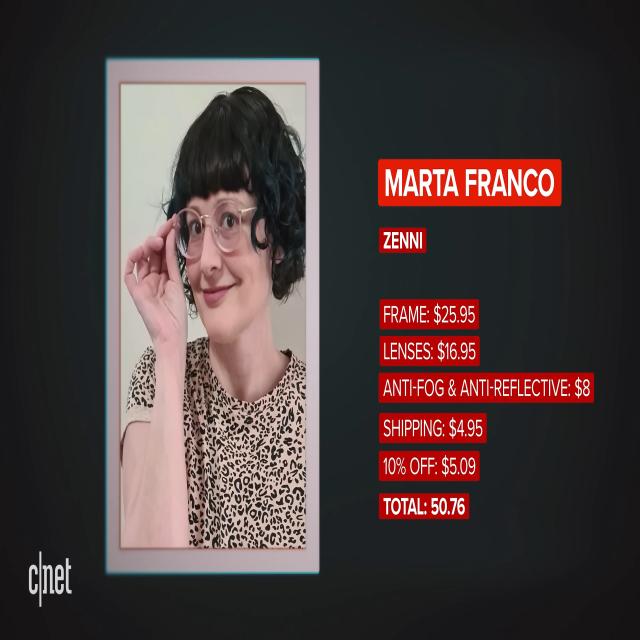 MARTA FRANCO
ZENNI
FRAME: $25.95
LENSES: $16.95
ANTI-FOG & ANTI-REFLECTIVE: $8
SHIPPING: $4.95
10% OFF: $5.09
TOTAL: 50.76
c|net